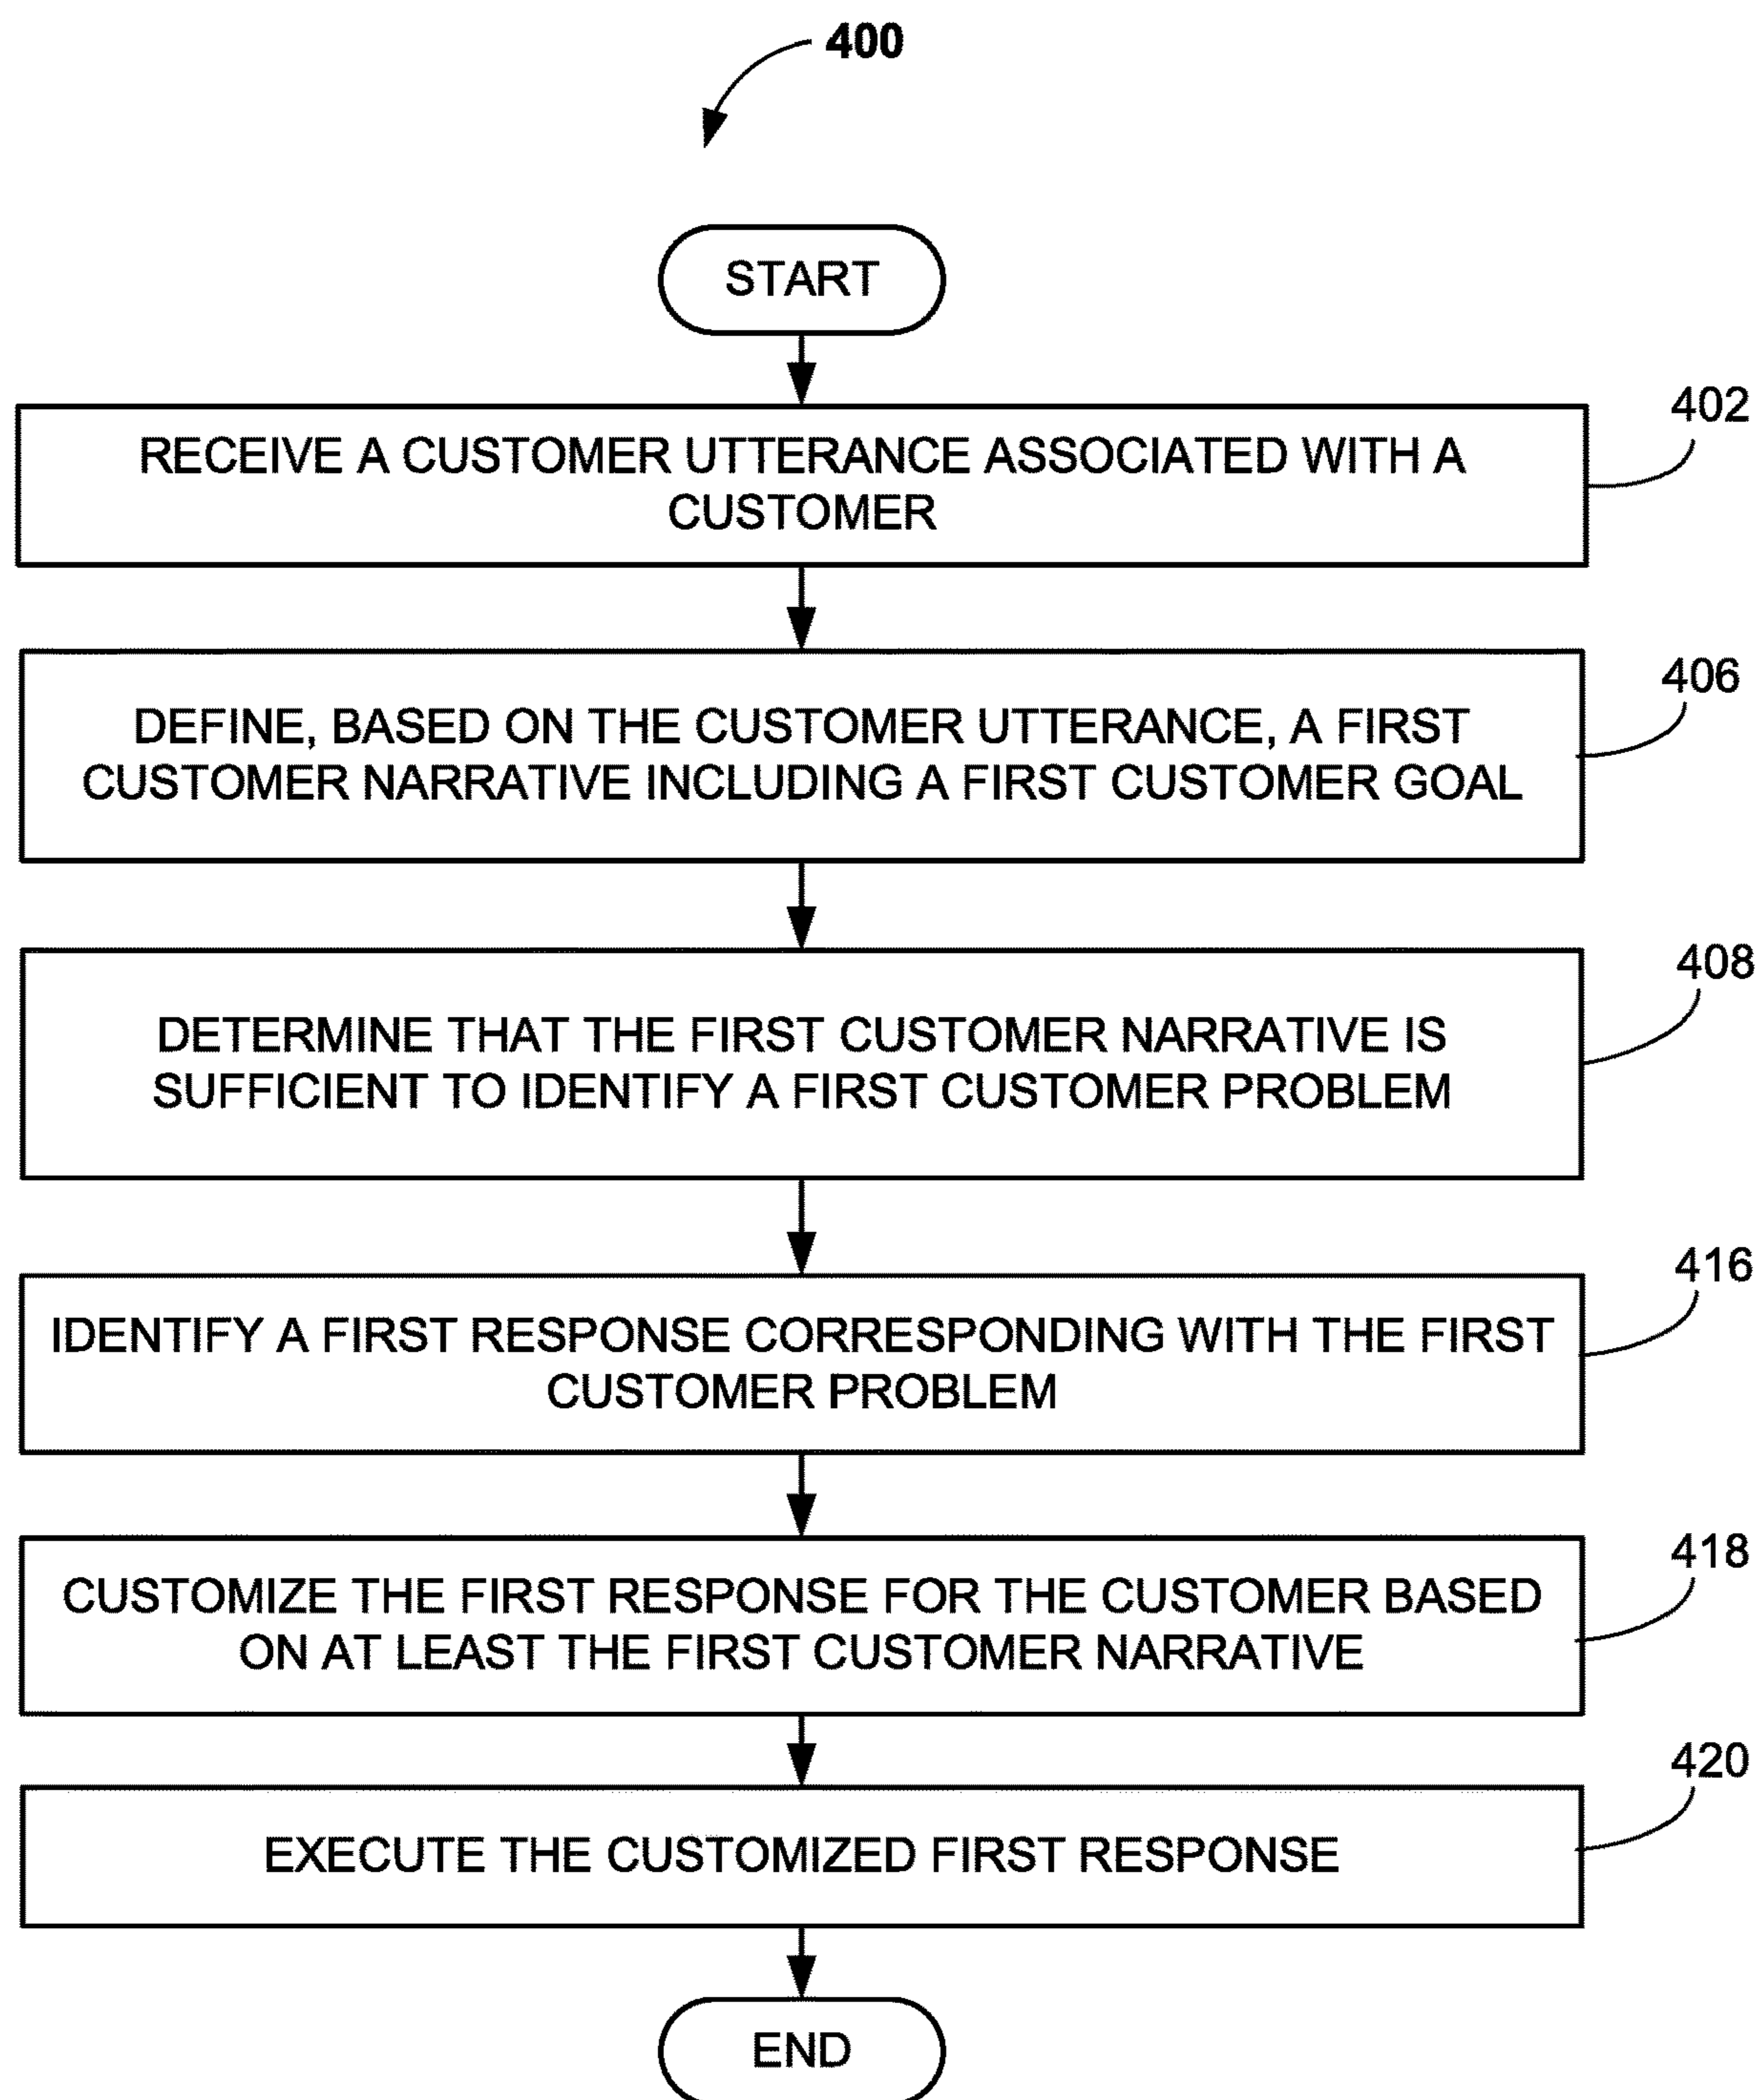 400
START
402
RECEIVE A CUSTOMER UTTERANCE ASSOCIATED WITH A
CUSTOMER
406
DEFINE, BASED ON THE CUSTOMER UTTERANCE, A FIRST
CUSTOMER NARRATIVE INCLUDING A FIRST CUSTOMER GOAL
408
DETERMINE THAT THE FIRST CUSTOMER NARRATIVE IS
SUFFICIENT TO IDENTIFY A FIRST CUSTOMER PROBLEM
416
IDENTIFY A FIRST RESPONSE CORRESPONDING WITH THE FIRST
CUSTOMER PROBLEM
418
CUSTOMIZE THE FIRST RESPONSE FOR THE CUSTOMER BASED
ON AT LEAST THE FIRST CUSTOMER NARRATIVE
420
EXECUTE THE CUSTOMIZED FIRST RESPONSE
END